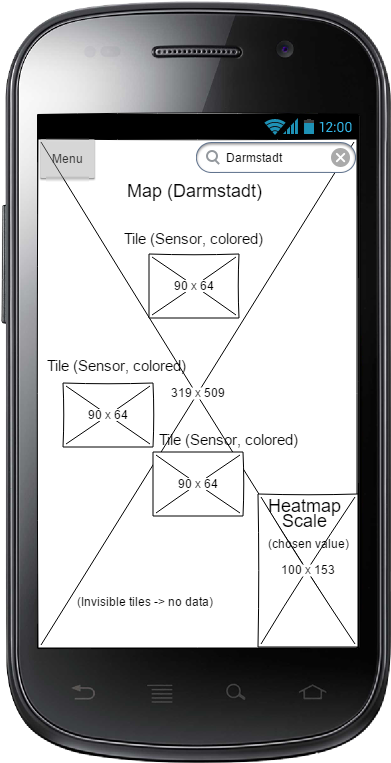 12:00
Menu
Darmstadt
Map (Darmstadt)
Tile (Sensor, colored)
90 x 64
Tile (Sensor, colored)
319 x 509
90 x 64
Tile (Sensor, colored)
90 x 64
Heatmap
Scale
(chosen value)
100 x 153
(Invisible tiles -> no data)